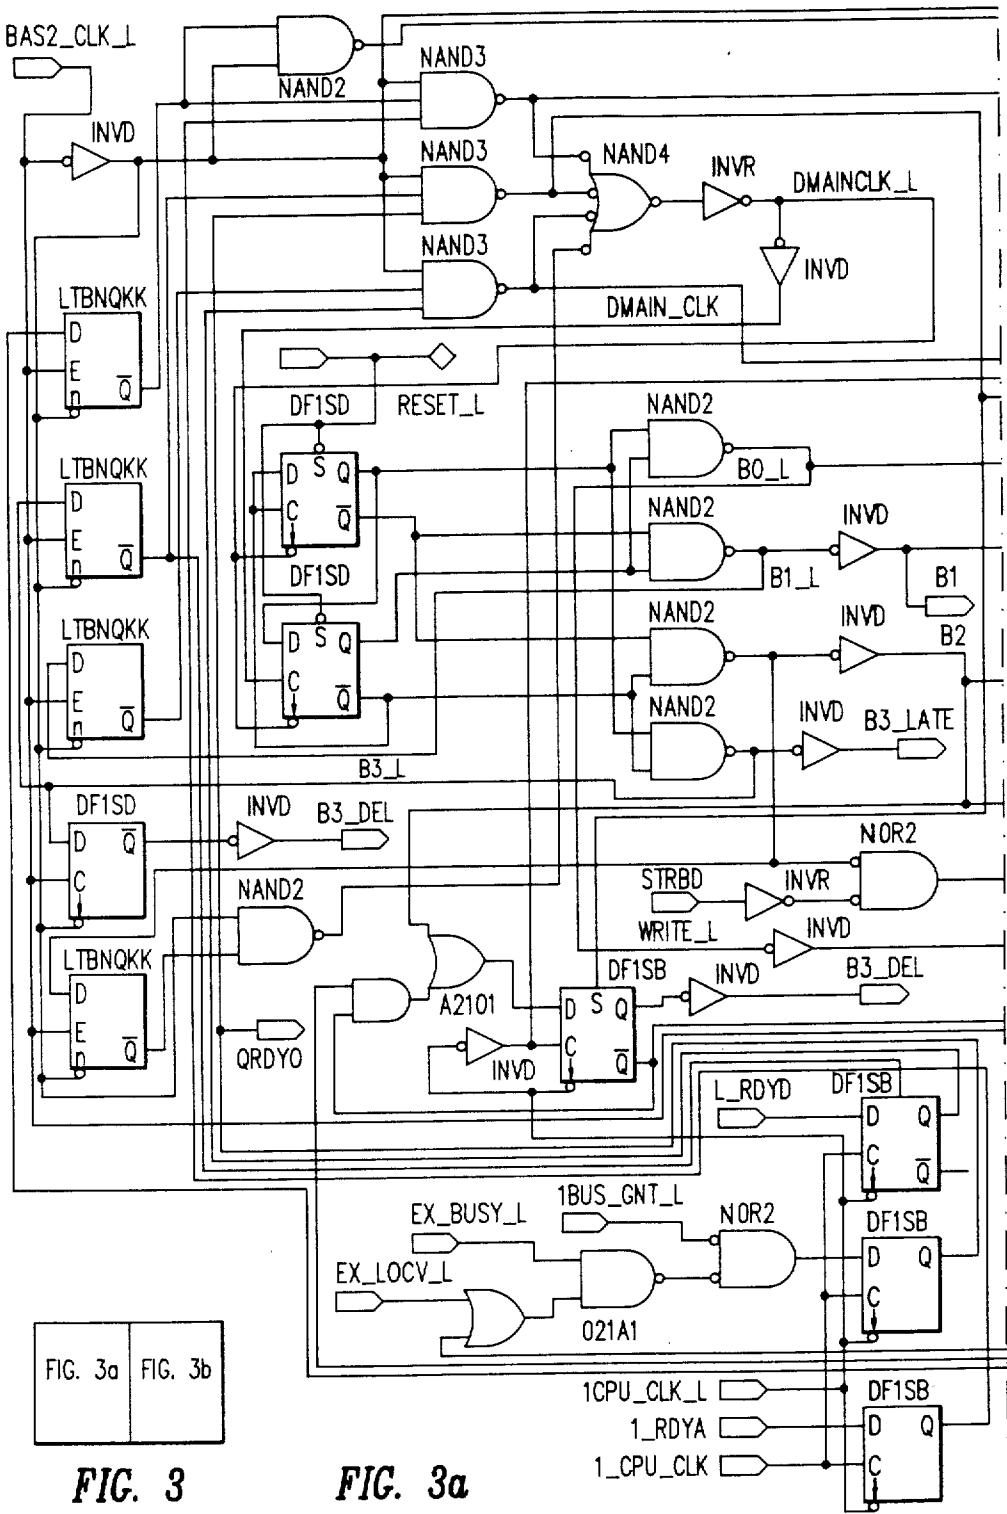 BAS2_CLK_L
NAND2
NAND3
INVD
NAND3
NAND4
INVR
DMAINCLK_L
NAND3
INVD
LTBNQKK
D
E
n
Q
DMAIN_CLK
RESET_L
DF1SD
D
S
Q
C
Q
NAND2
B0_L
LTBNQKK
D
E
n
Q
NAND2
INVD
B1_L
B1
DF1SD
D
S
Q
C
Q
LTBNQKK
D
E
n
Q
NAND2
INVD
B2
NAND2
INVD
B3_LATE
B3_L
DF1SD
D
Q
C
INVD
B3_DEL
NOR2
NAND2
STRBD
INVR
WRITE_L
INVD
LTBNQKK
D
E
n
Q
A2101
DF1SB
D
S
Q
C
Q
INVD
B3_DEL
QRDYO
INVD
L_RDYD
DF1SB
D
Q
C
Q
1BUS_GNT_L
NOR2
EX_BUSY_L
DF1SB
D
Q
C
EX_LOCV_L
021A1
FIG. 3a
FIG. 3b
1CPU_CLK_L
DF1SB
1_RDYA
D
Q
1_CPU_CLK
C
FIG. 3
FIG. 3a